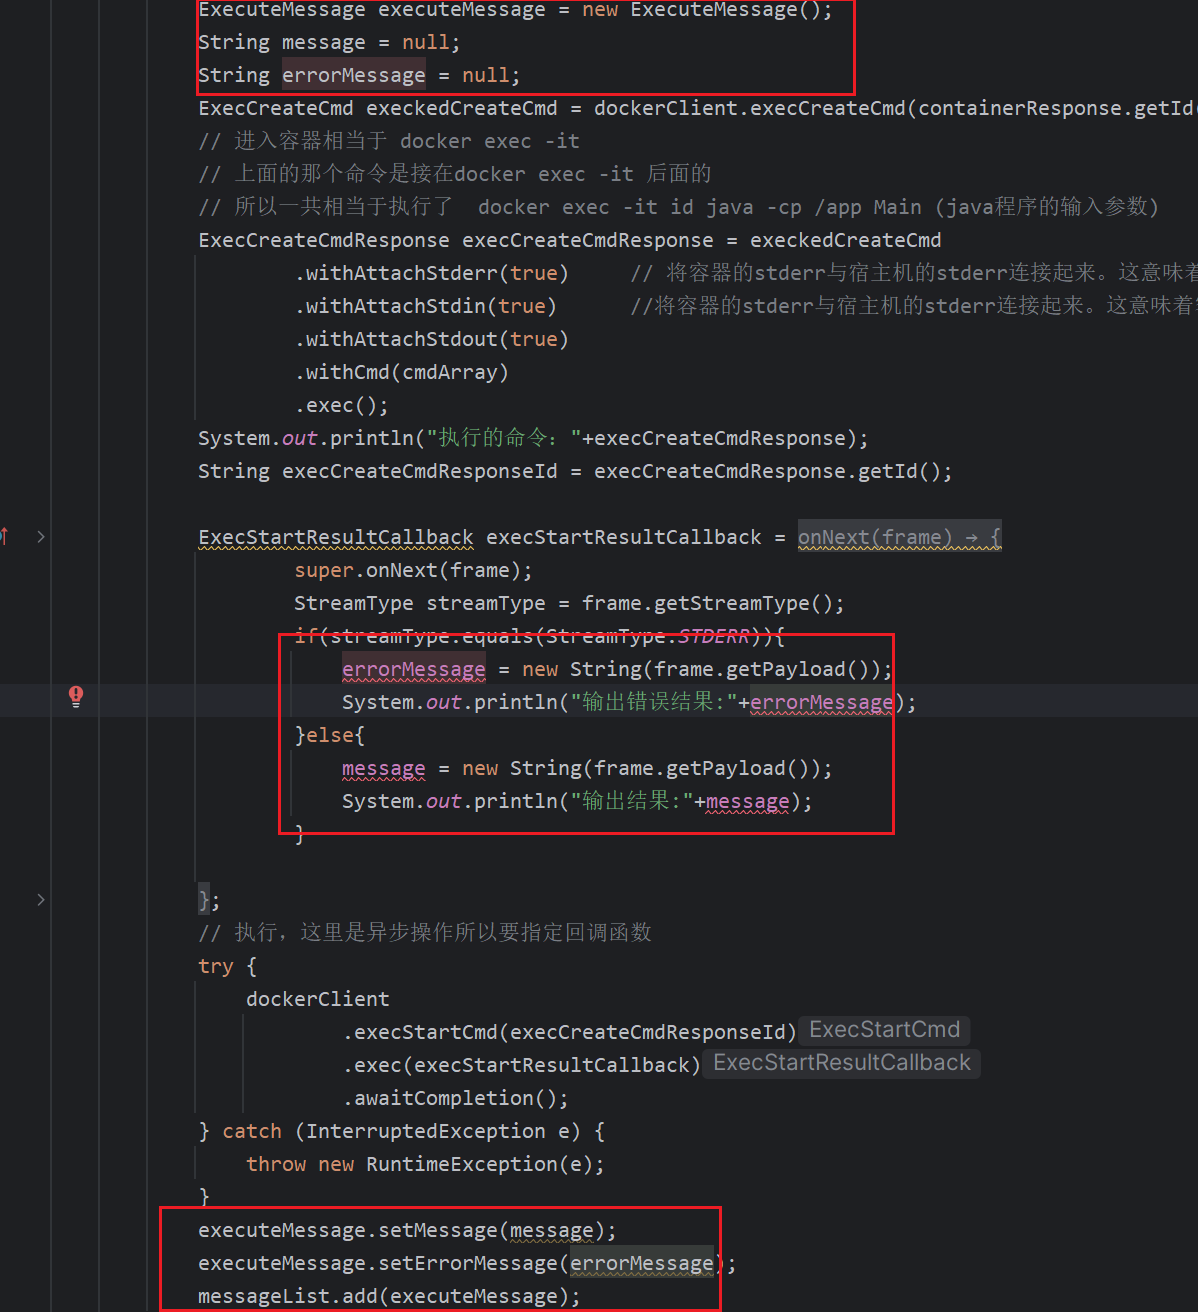 ExecuteMessage executeMessage = new ExecuteMessage();
String message = null;
String errorMessage = null;
ExecCreateCmd execkedCreateCmd = dockerClient.execCreateCmd(containerResponse.getId(
// 进入容器相当于 docker exec -it
// 上面的那个命令是接在docker exec -it 后面的
// 所以一共相当于执行了  docker exec -it id java -cp /app Main (java程序的输入参数)
ExecCreateCmdResponse execCreateCmdResponse = execkedCreateCmd
.withAttachStderr(true)     // 将容器的stderr与宿主机的stderr连接起来。这意味着
.withAttachStdin(true)      //将容器的stderr与宿主机的stderr连接起来。这意味着
.withAttachStdout(true)
.withCmd(cmdArray)
.exec();
System.out.println("执行的命令："+execCreateCmdResponse);
String execCreateCmdResponseId = execCreateCmdResponse.getId();
ExecStartResultCallback execStartResultCallback = onNext(frame) → {
super.onNext(frame);
StreamType streamType = frame.getStreamType();
if(streamType.equals(StreamType.STDERR)){
errorMessage = new String(frame.getPayload());
System.out.println("输出错误结果:"+errorMessage);
}else{
message = new String(frame.getPayload());
System.out.println("输出结果:"+message);
}
};
// 执行，这里是异步操作所以要指定回调函数
try {
dockerClient
.execStartCmd(execCreateCmdResponseId) ExecStartCmd
.exec(execStartResultCallback) ExecStartResultCallback
.awaitCompletion();
} catch (InterruptedException e) {
throw new RuntimeException(e);
}
executeMessage.setMessage(message);
executeMessage.setErrorMessage(errorMessage);
messageList.add(executeMessage);